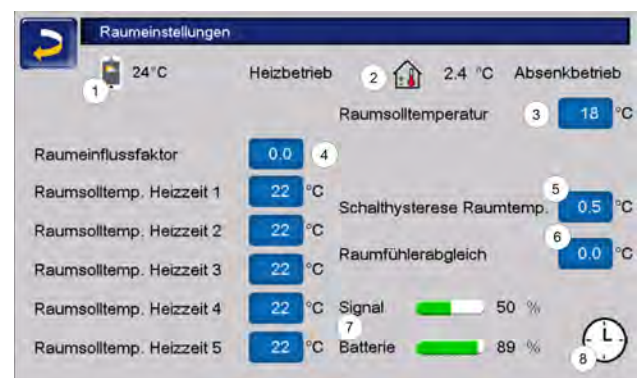 Raumeinstellungen
1 24°C Heizbetrieb 2 2.4 °C Absenkbetrieb
Raumsolltemperatur 3 18 °C
Raumeinflussfaktor 0.0 4
Raumsolltemp. Heizzeit 1 22 °C
Schalthysterese Raumtemp. 5 0.5 °C
Raumsolltemp. Heizzeit 2 22 °C
Raumfühlerabgleich 6 0.0 °C
Raumsolltemp. Heizzeit 3 22 °C
Raumsolltemp. Heizzeit 4 22 °C Signal 50 %
7
Raumsolltemp. Heizzeit 5 22 °C Batterie 89 %
L
8